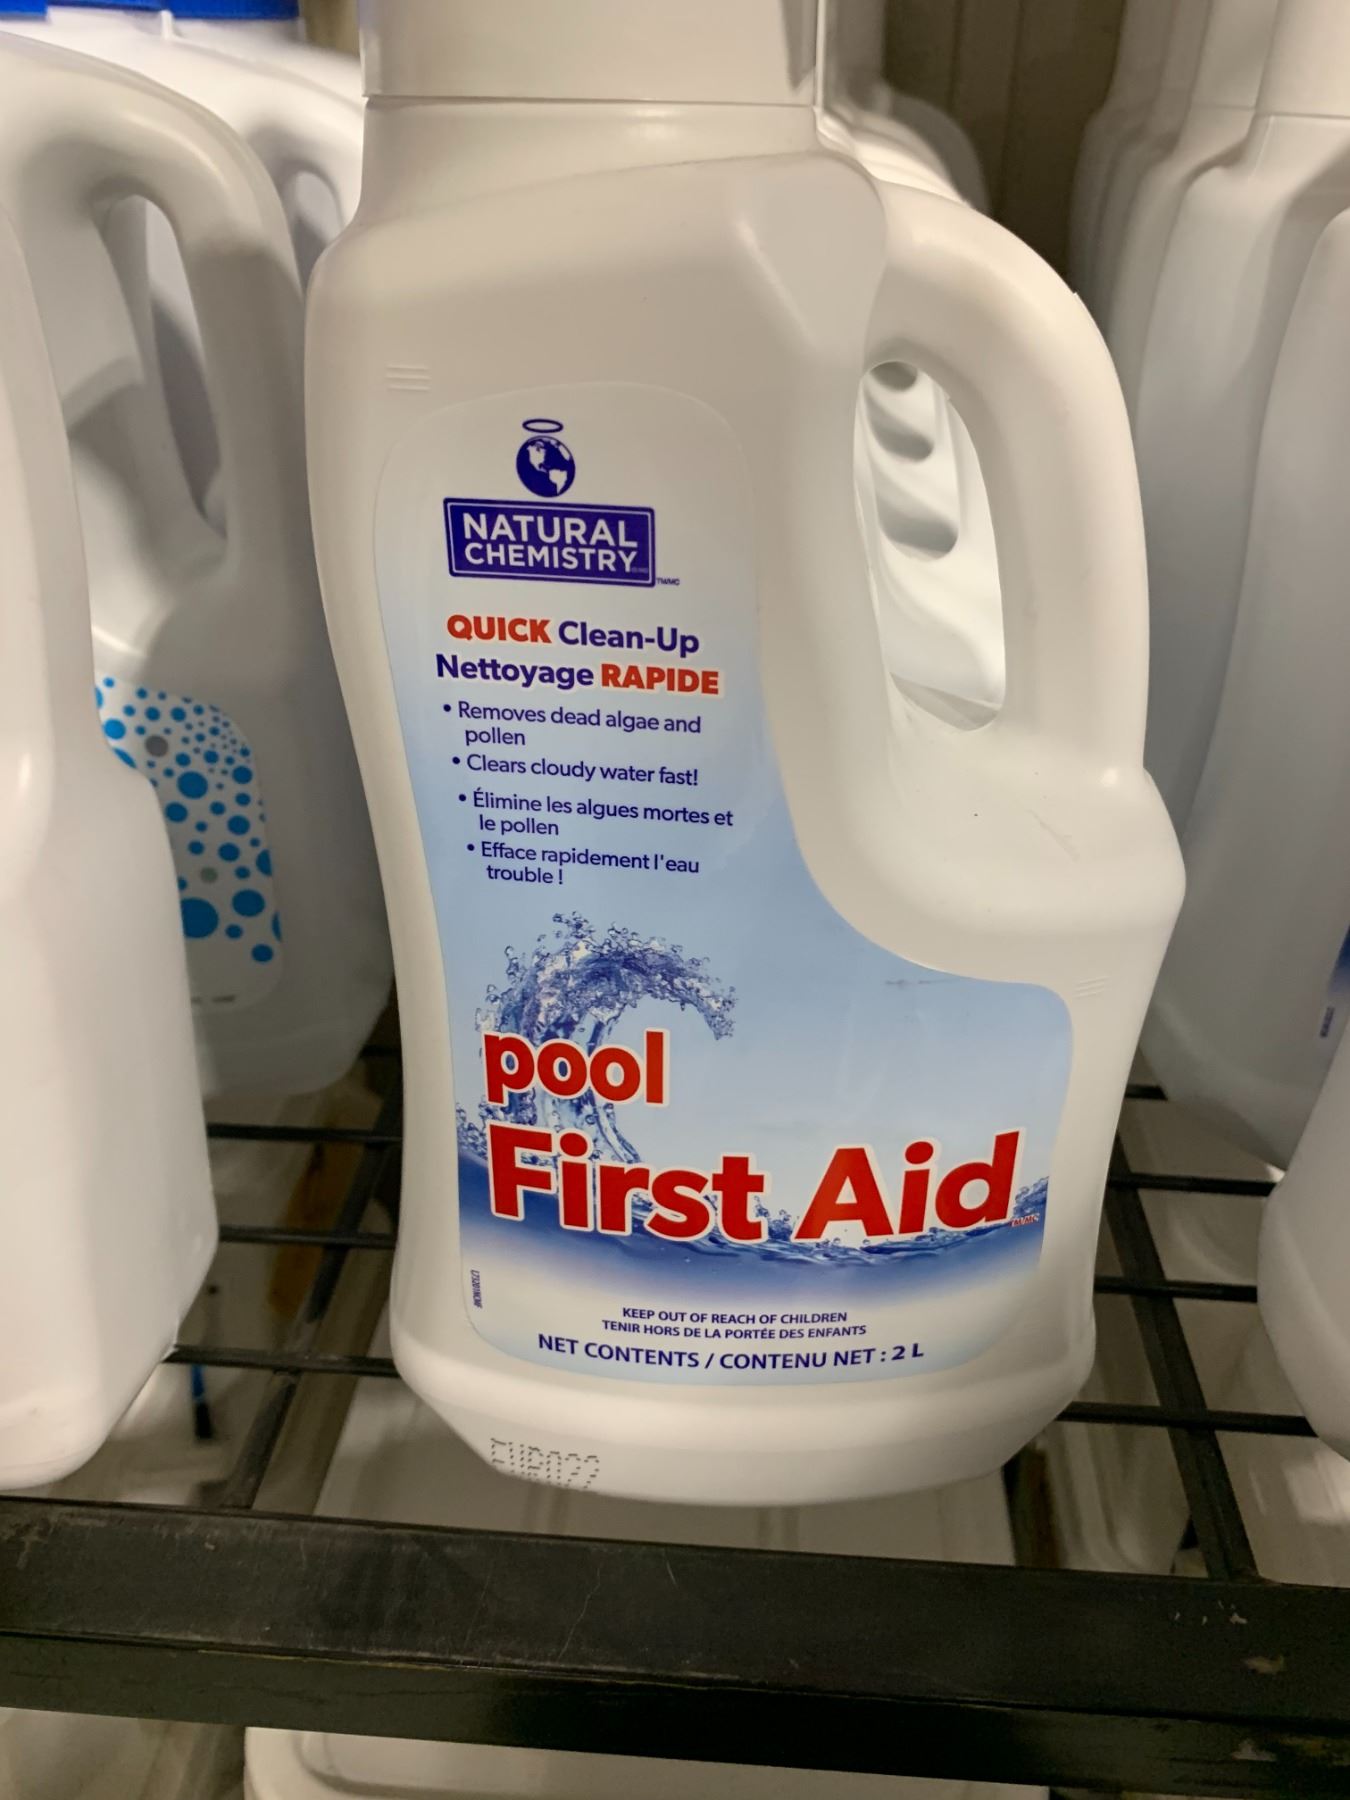 NATURAL
CHEMISTRY
TM/MC
QUICK Clean-Up
Nettoyage RAPIDE
• Removes dead algae and
pollen
• Clears cloudy water fast!
• Élimine les algues mortes et
le pollen
• Efface rapidement l'eau
trouble !
pool
First Aid
KEEP OUT OF REACH OF CHILDREN
TENIR HORS DE LA PORTÉE DES ENFANTS
NET CONTENTS / CONTENU NET : 2 L